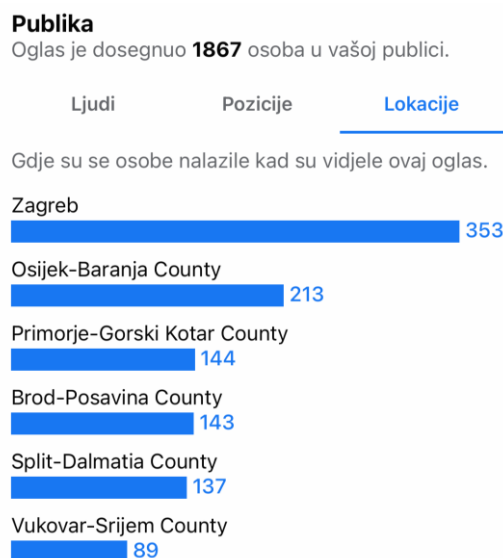 Publika
Oglas je dosegnuo 1867 osoba u vašoj publici.
Ljudi Pozicije Lokacije
Gdje su se osobe nalazile kad su vidjele ovaj oglas.
Zagreb
353
Osijek-Baranja County
213
Primorje-Gorski Kotar County
144
Brod-Posavina County
143
Split-Dalmatia County
137
Vukovar-Srijem County
89